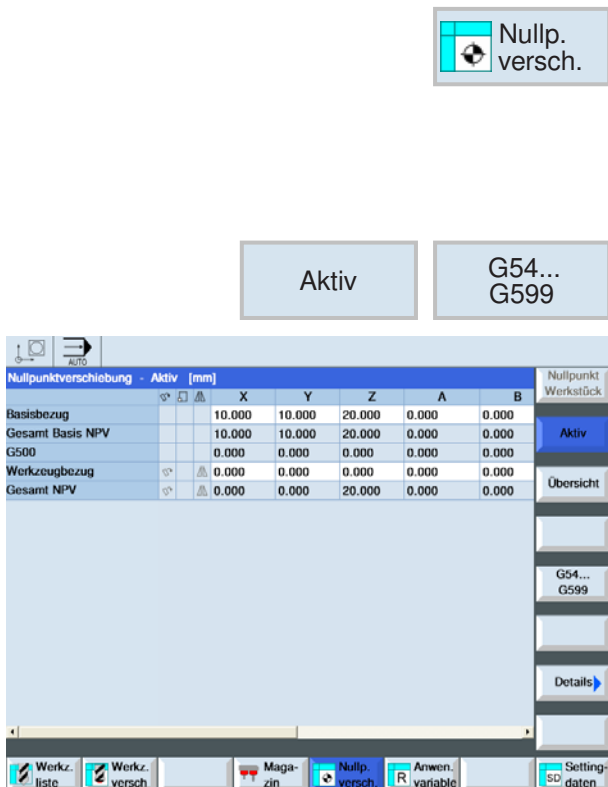 Nullp.
versch.
Aktiv
G54...
G599
AUTO
Nullpunktverschiebung - Aktiv [mm]
X Y Z A B
Basisbezug 10.000 10.000 20.000 0.000 0.000
Gesamt Basis NPV 10.000 10.000 20.000 0.000 0.000
G500 0.000 0.000 0.000 0.000 0.000
Werkzeugbezug 0.000 0.000 0.000 0.000 0.000
Gesamt NPV 0.000 0.000 20.000 0.000 0.000
Nullpunkt
Werkstück
Aktiv
Übersicht
G54...
G599
Details
Werkz.
liste
Werkz.
versch
Maga-
zin
Nullp.
versch.
R
Anwen.
variable
SD
Setting-
daten